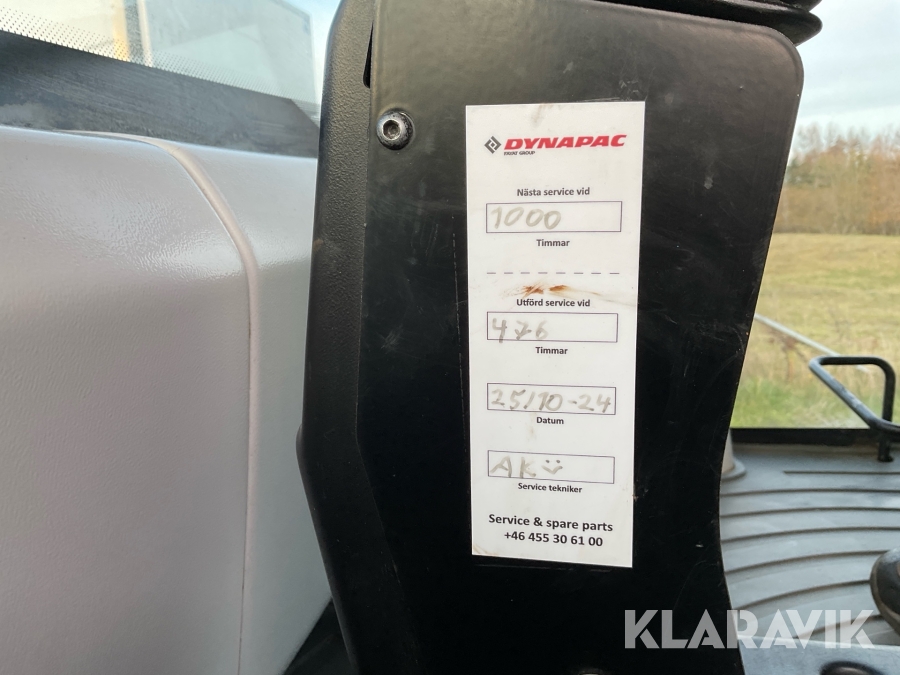 DYNAPAC
FAYAT GROUP
Nästa service vid
1000
Timmar
Utförd service vid
476
Timmar
25/10-24
Datum
AK
Service tekniker
Service & spare parts
+46 455 30 61 00
KLARAVIK